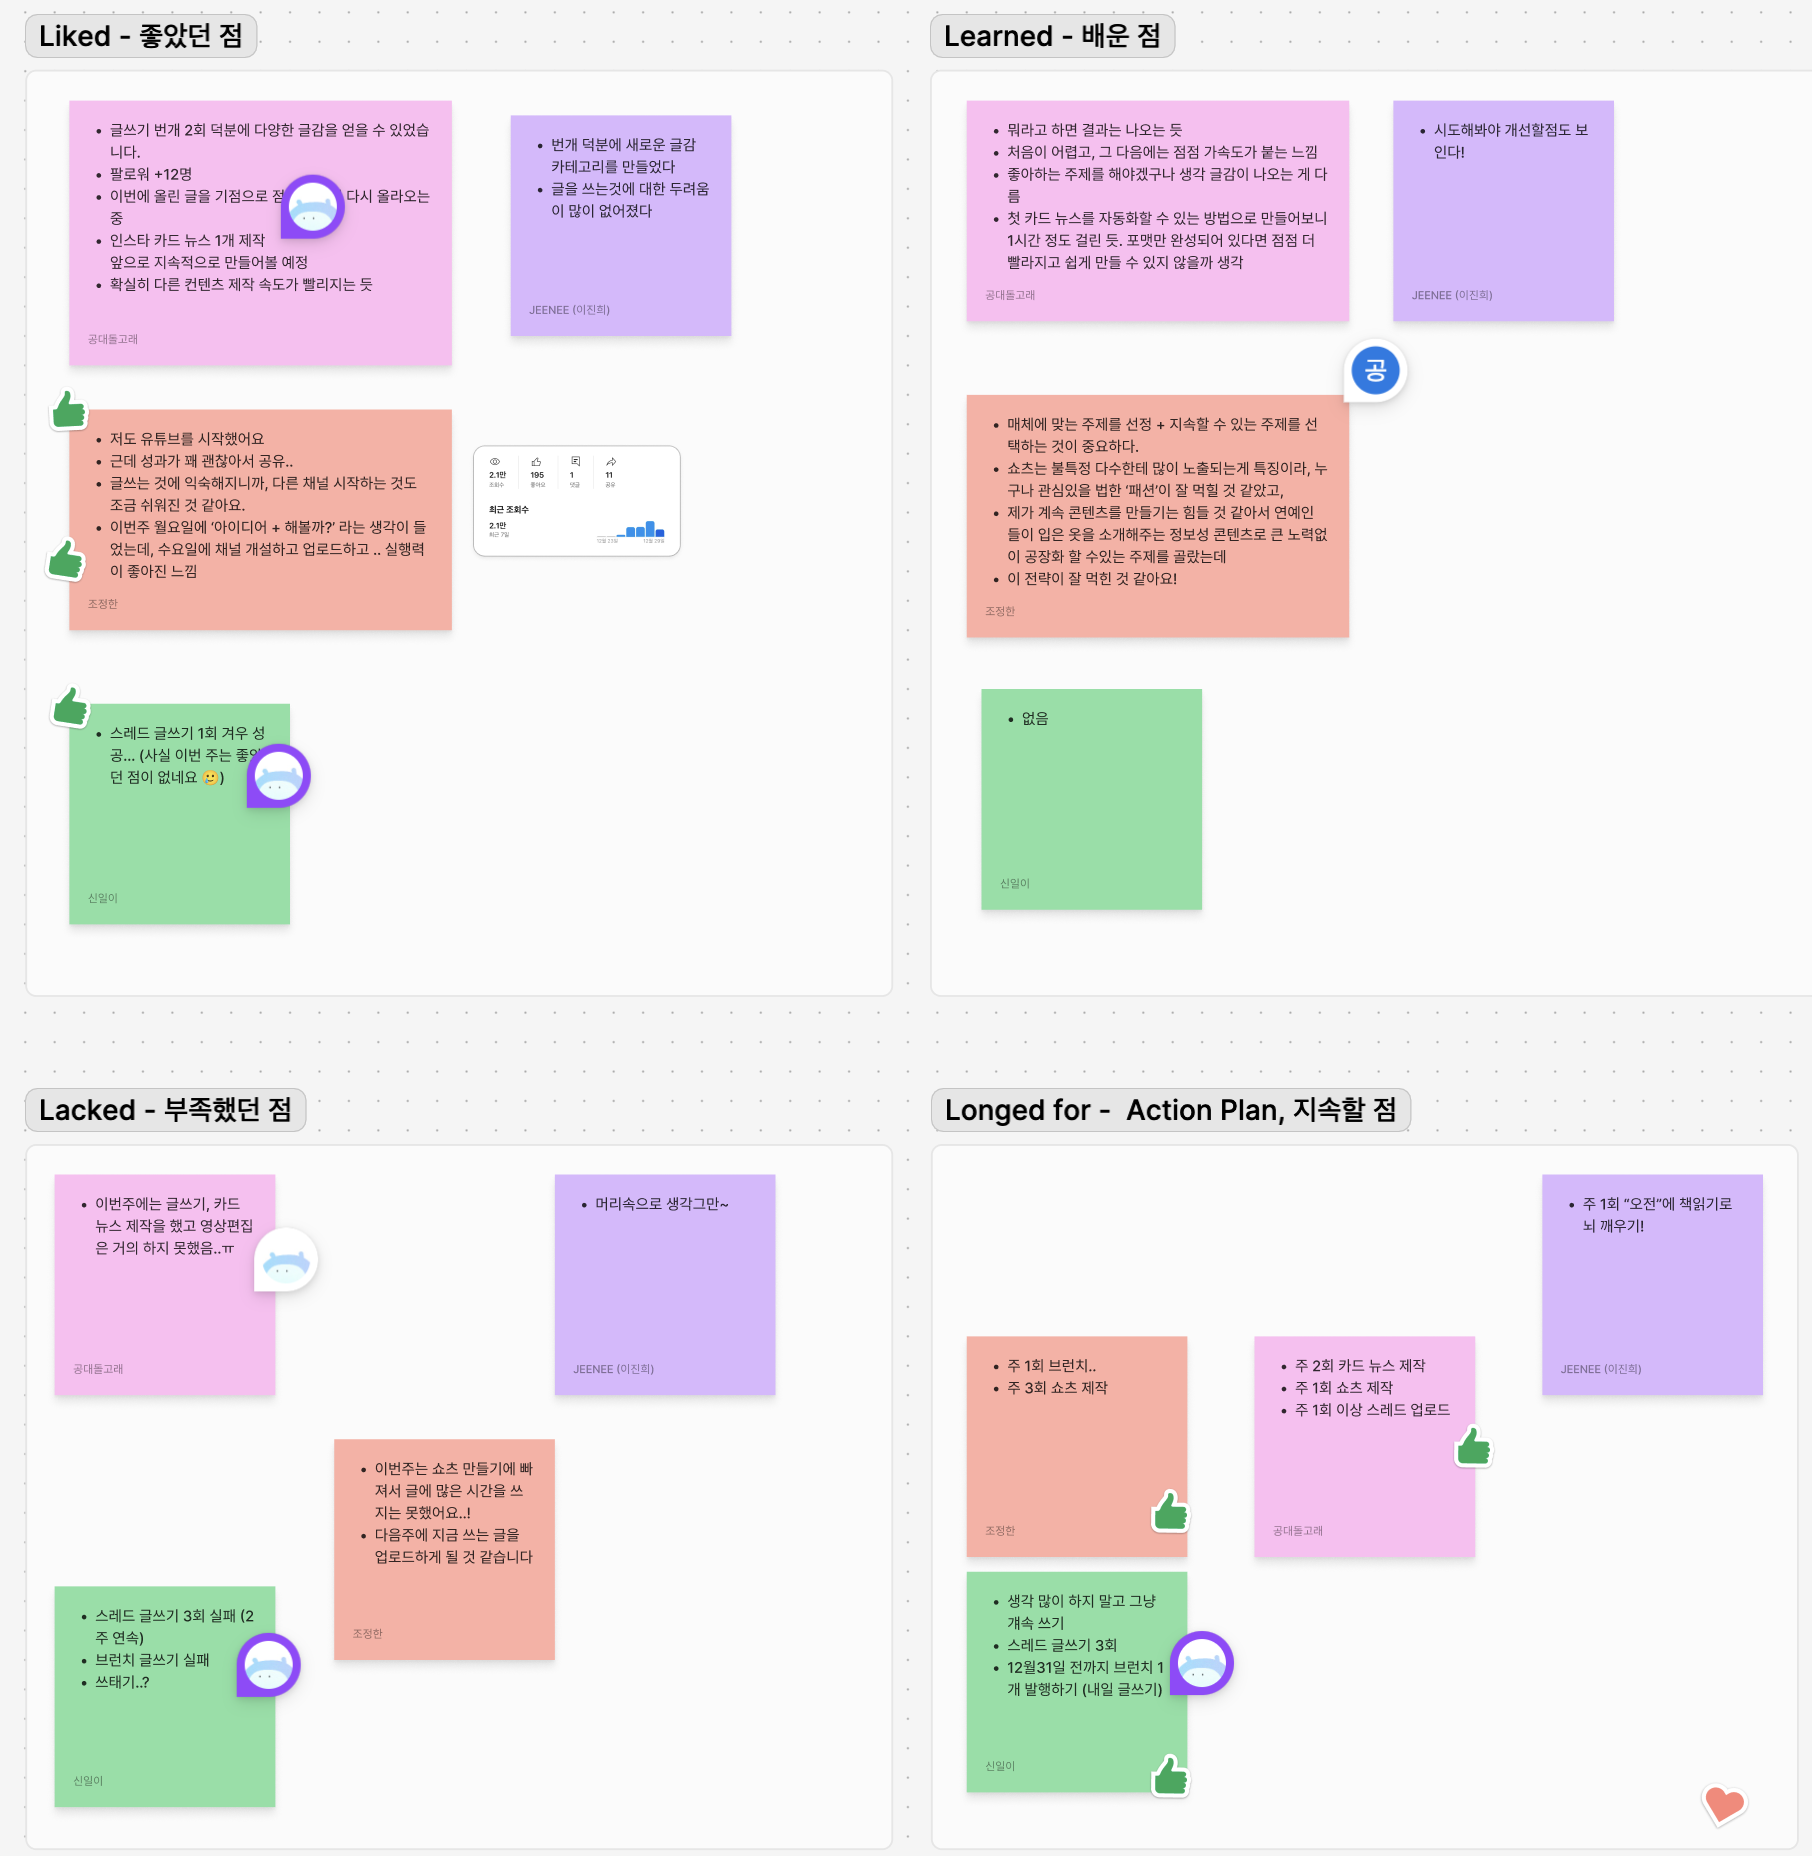 Liked - 좋았던 점
글쓰기 번개 2회 덕분에 다양한 글감을 얻을 수 있었습
니다.
팔로워 +12명
이번에 올린 글을 기점으로 다시 올라오는
중
인스타 카드 뉴스 1개 제작
앞으로 지속적으로 만들어볼 예정
확실히 다른 컨텐츠 제작 속도가 빨리지는 듯
공대돌고래
번개 덕분에 새로운 글감
카테고리를 만들었다
글을 쓰는것에 대한 두려움
이 많이 없어졌다
JEENEE (이진희)
저도 유튜브를 시작했어요
근데 성과가 꽤 괜찮아서 공유..
글쓰는 것에 익숙해지니까, 다른 채널 시작하는 것도
조금 쉬워진 것 같아요.
이번주 월요일에 ‘아이디어 + 해볼까?’ 라는 생각이 들
었는데, 수요일에 채널 개설하고 업로드하고 .. 실행력
이 좋아진 느낌
조정한
2.1만 195 1 11
조회수 좋아요 댓글 공유
최근 조회수
2.1만
최근 7일
12월 23일 12월 29일
스레드 글쓰기 1회 겨우 성
공... (사실 이번 주는 좋았
던 점이 없네요 🥲)
신일이
Learned - 배운 점
뭐라고 하면 결과는 나오는 듯
처음이 어렵고, 그 다음에는 점점 가속도가 붙는 느낌
좋아하는 주제를 해야겠구나 생각 글감이 나오는 게 다
름
첫 카드 뉴스를 자동화할 수 있는 방법으로 만들어보니
1시간 정도 걸린 듯. 포맷만 완성되어 있다면 점점 더
빨라지고 쉽게 만들 수 있지 않을까 생각
공대돌고래
시도해봐야 개선할점도 보
인다!
JEENEE (이진희)
공
매체에 맞는 주제를 선정 + 지속할 수 있는 주제를 선
택하는 것이 중요하다.
쇼츠는 불특정 다수한테 많이 노출되는게 특징이라, 누
구나 관심있을 법한 ‘패션’이 잘 먹힐 것 같았고,
제가 계속 콘텐츠를 만들기는 힘들 것 같아서 연예인
들이 입은 옷을 소개해주는 정보성 콘텐츠로 큰 노력없
이 공장화 할 수있는 주제를 골랐는데
이 전략이 잘 먹힌 것 같아요!
조정한
없음
신일이
Lacked - 부족했던 점
이번주에는 글쓰기, 카드
뉴스 제작을 했고 영상편집
은 거의 하지 못했음..ㅠ
공대돌고래
머리속으로 생각그만~
JEENEE (이진희)
이번주는 쇼츠 만들기에 빠
져서 글에 많은 시간을 쓰
지는 못했어요..!
다음주에 지금 쓰는 글을
업로드하게 될 것 같습니다
조정한
스레드 글쓰기 3회 실패 (2
주 연속)
브런치 글쓰기 실패
쓰태기..?
신일이
Longed for -  Action Plan, 지속할 점
주 1회 “오전”에 책읽기로
뇌 깨우기!
JEENEE (이진희)
주 1회 브런치..
주 3회 쇼츠 제작
조정한
주 2회 카드 뉴스 제작
주 1회 쇼츠 제작
주 1회 이상 스레드 업로드
공대돌고래
생각 많이 하지 말고 그냥
걔속 쓰기
스레드 글쓰기 3회
12월31일 전까지 브런치 1
개 발행하기 (내일 글쓰기)
신일이